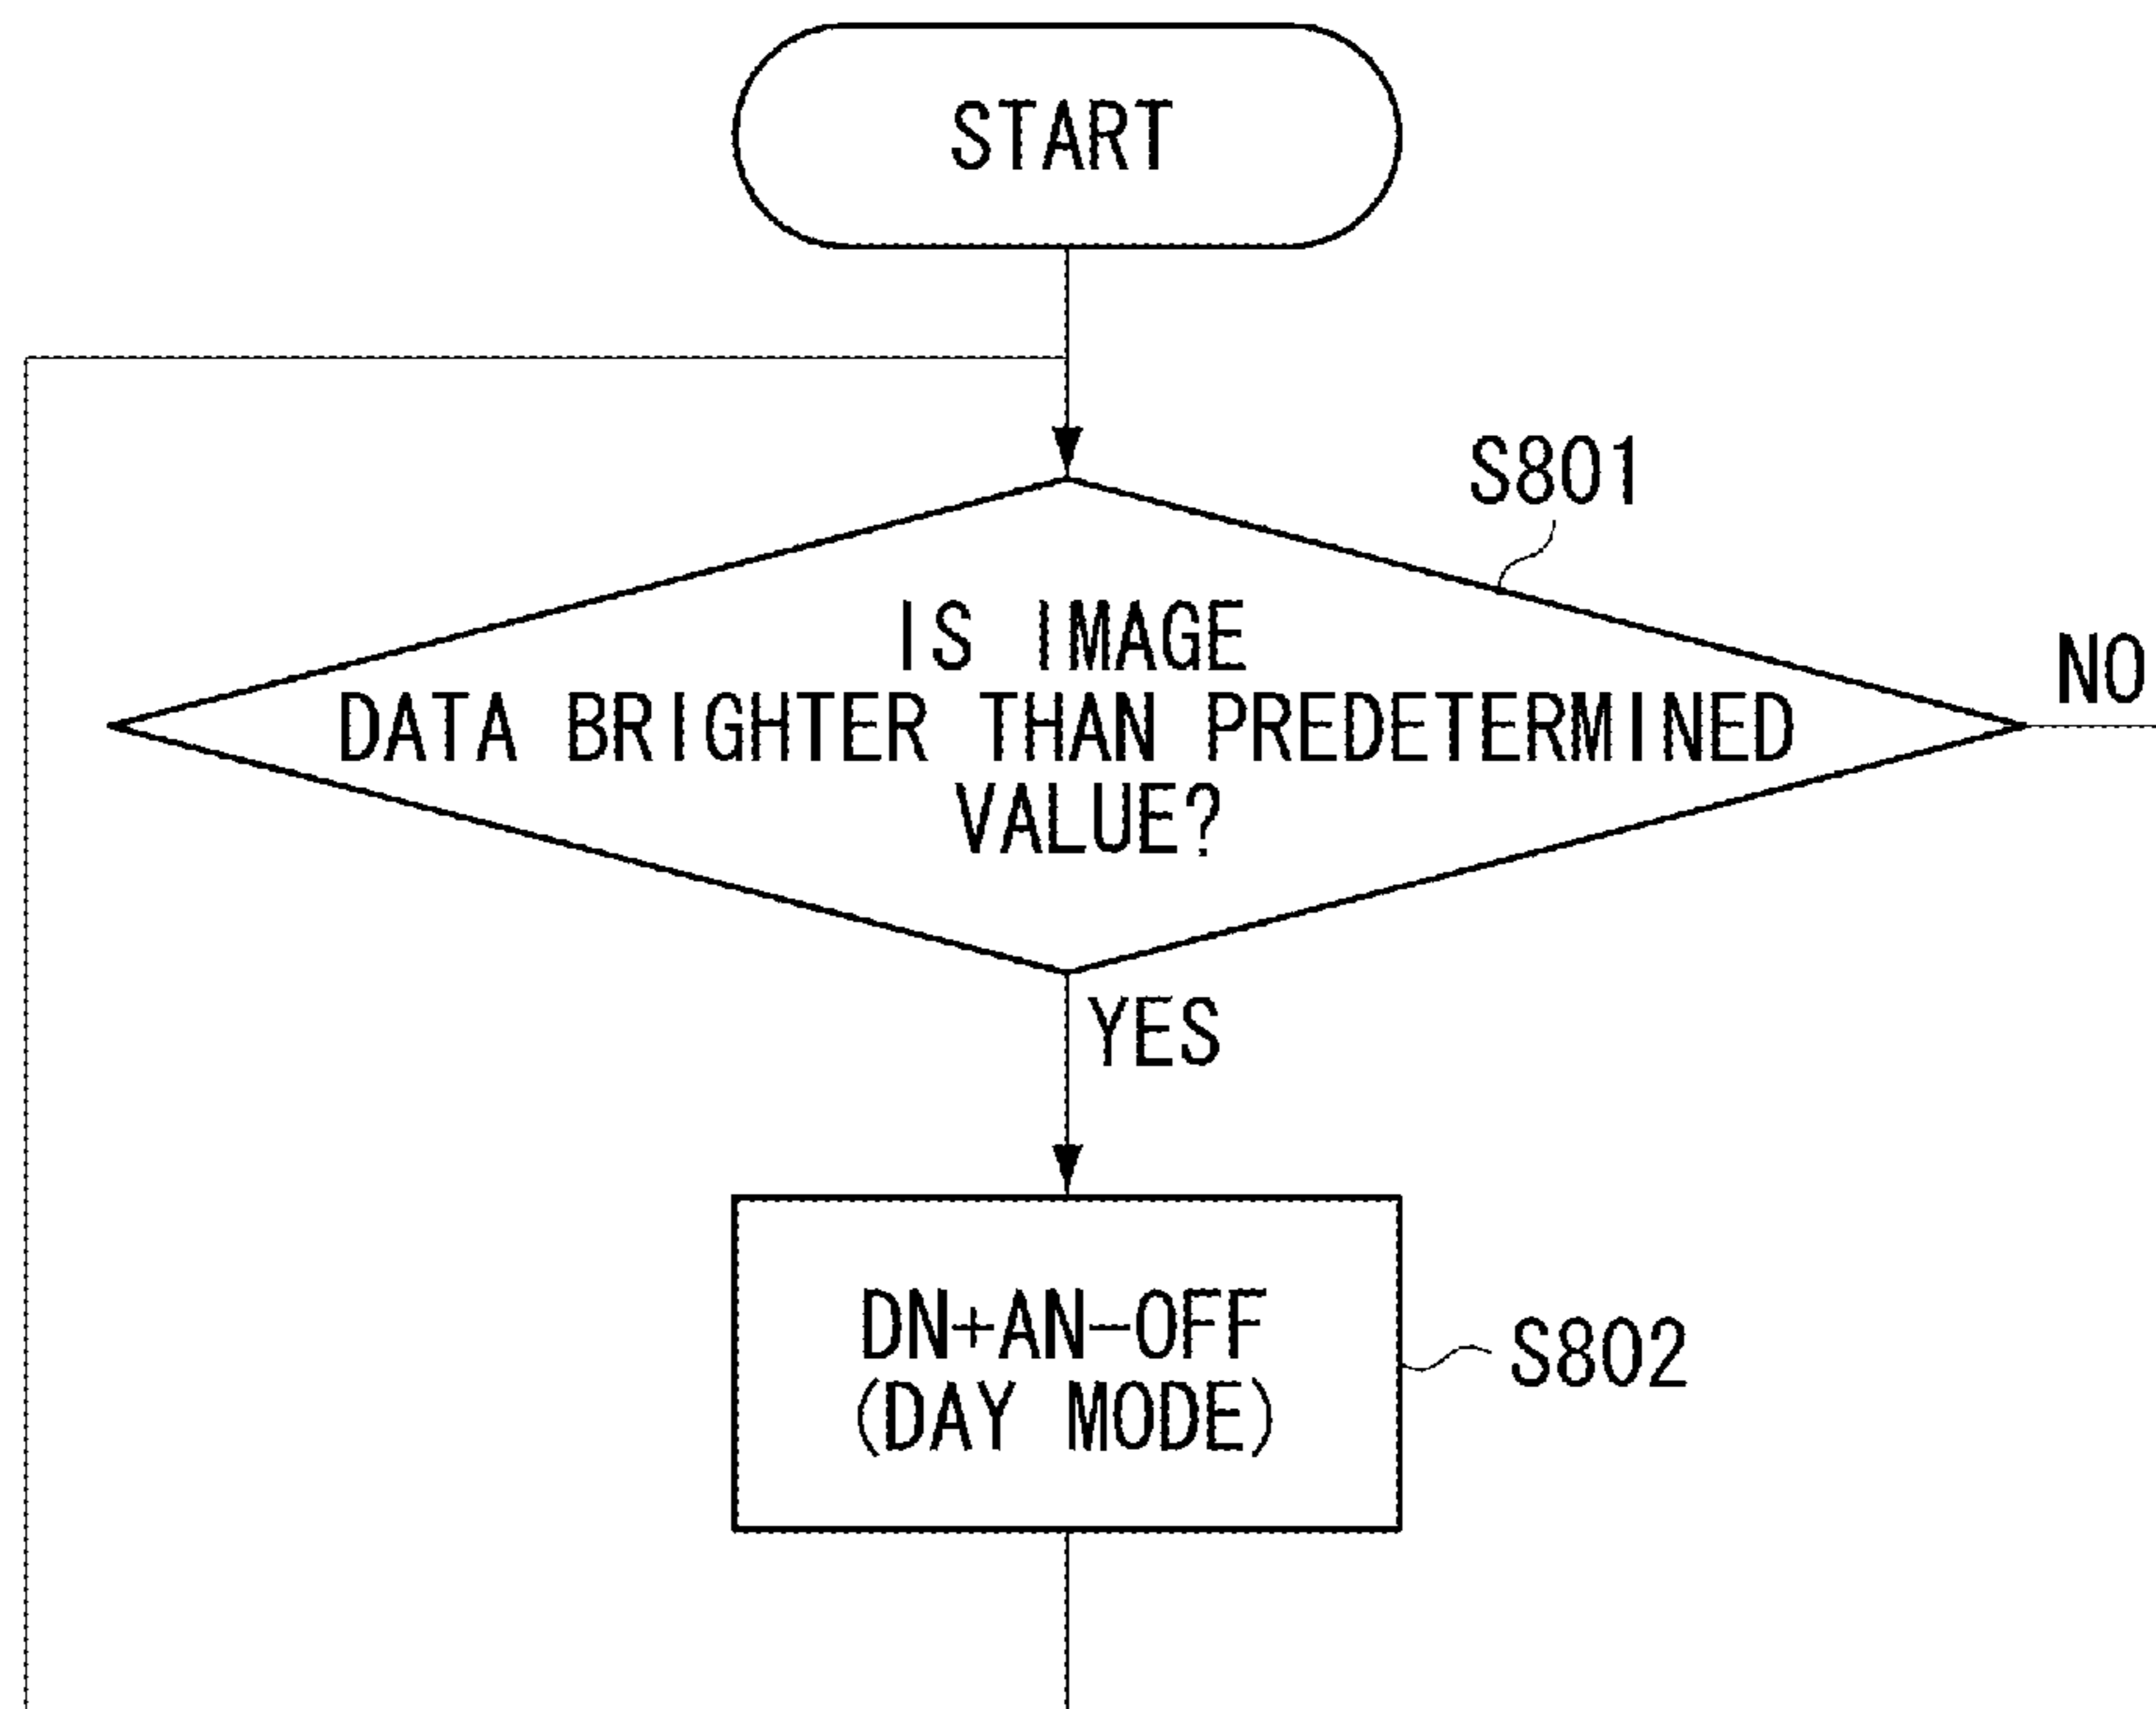 START
S801
IS IMAGE
DATA BRIGHTER THAN PREDETERMINED
VALUE?
NO
YES
DN+AN-OFF
(DAY MODE)
S802